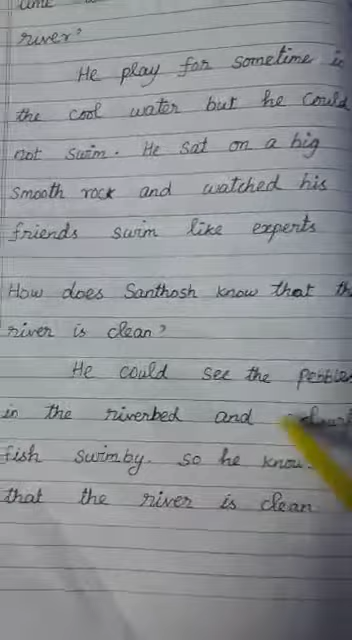 time
river?
He play for sometime in
the cool water but he could
not swim. He sat on a big
smooth rock and watched his
friends swim like experts
How does Santhosh know that
river is clean?
He could see the pebbles
in the riverbed and
fish swimby. so he know
that the river is clean